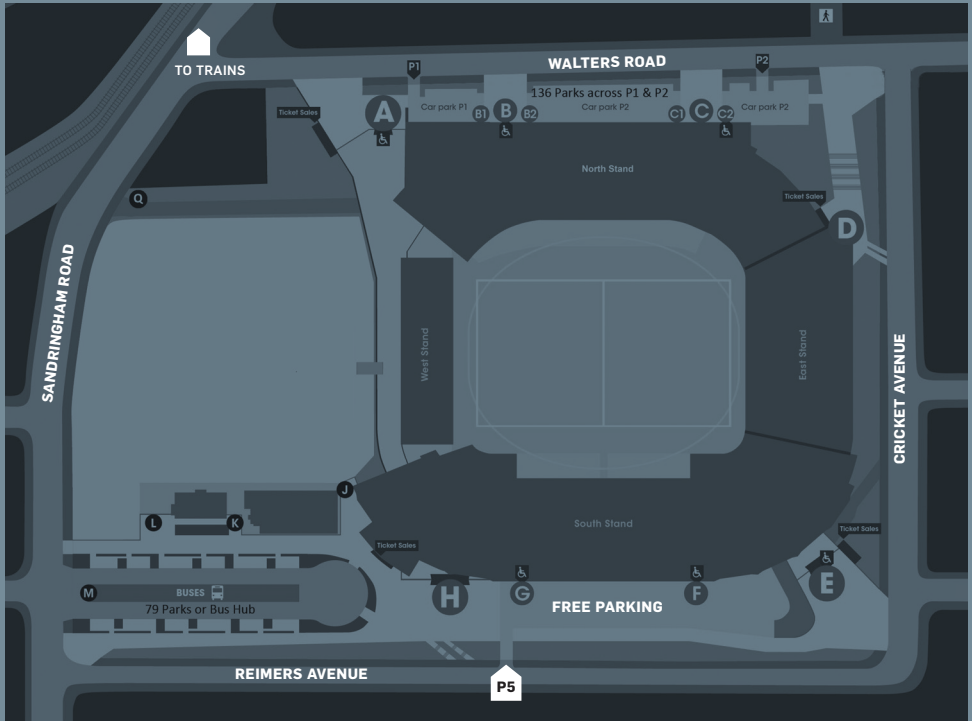 TO TRAINS
WALTERS ROAD
P1
P2
136 Parks across P1 & P2
Car park P1
Car park P2
Car park P2
Ticket Sales
A
B1
B
B2
C1
C
C2
North Stand
Q
Ticket Sales
D
SANDRINGHAM ROAD
West Stand
East Stand
CRICKET AVENUE
J
L
K
South Stand
Ticket Sales
Ticket Sales
M
BUSES
79 Parks or Bus Hub
H
G
F
E
FREE PARKING
REIMERS AVENUE
P5